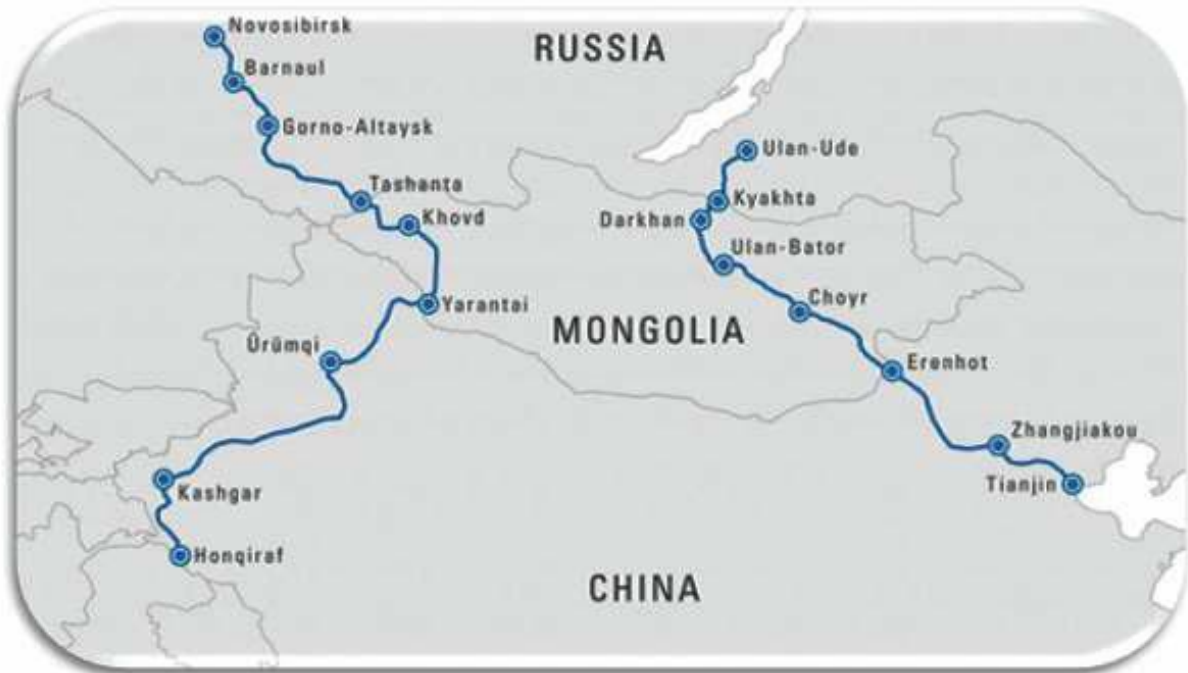 Novosibirsk
RUSSIA
Barnaul
Gorno-Altaysk
Ulan-Ude
Tashanta
Kyakhta
Khovd
Darkhan
Ulan-Bator
Yarantai
Choyr
MONGOLIA
Ûrümqi
Erenhot
Zhangjiakou
Kashgar
Tianjin
Honqiraf
CHINA